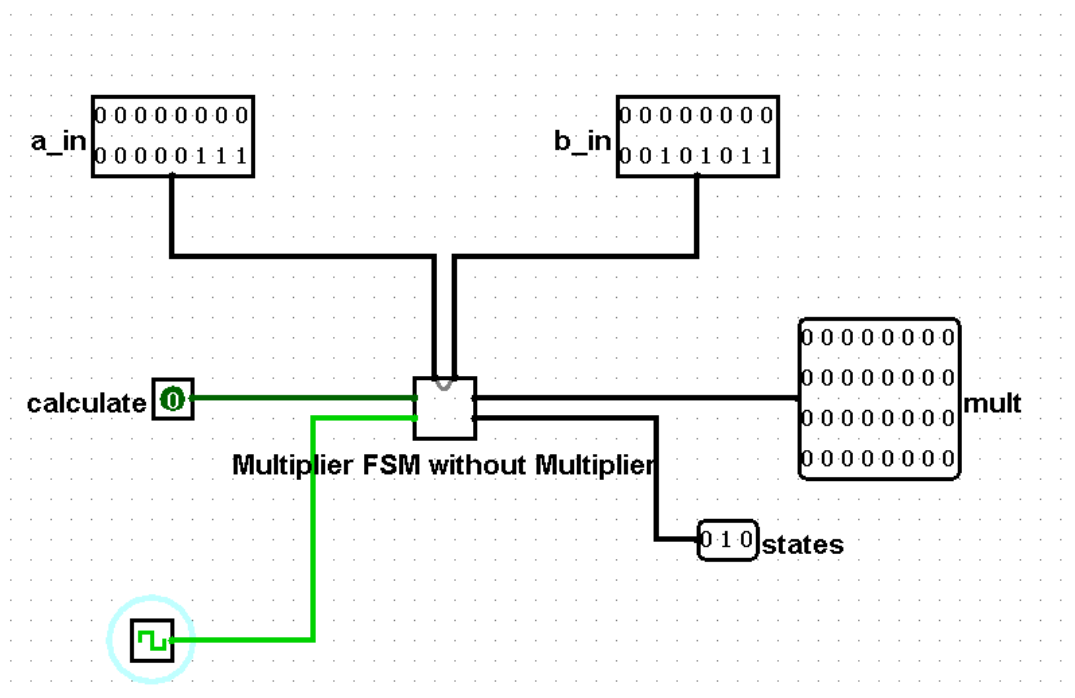 a_in
0 0 0 0 0 0 0 0
0 0 0 0 0 1 1 1
b_in
0 0 0 0 0 0 0 0
0 0 1 0 1 0 1 1
calculate
0
Multiplier FSM without Multiplier
0 0 0 0 0 0 0 0
0 0 0 0 0 0 0 0
0 0 0 0 0 0 0 0
0 0 0 0 0 0 0 0
mult
0 1 0
states